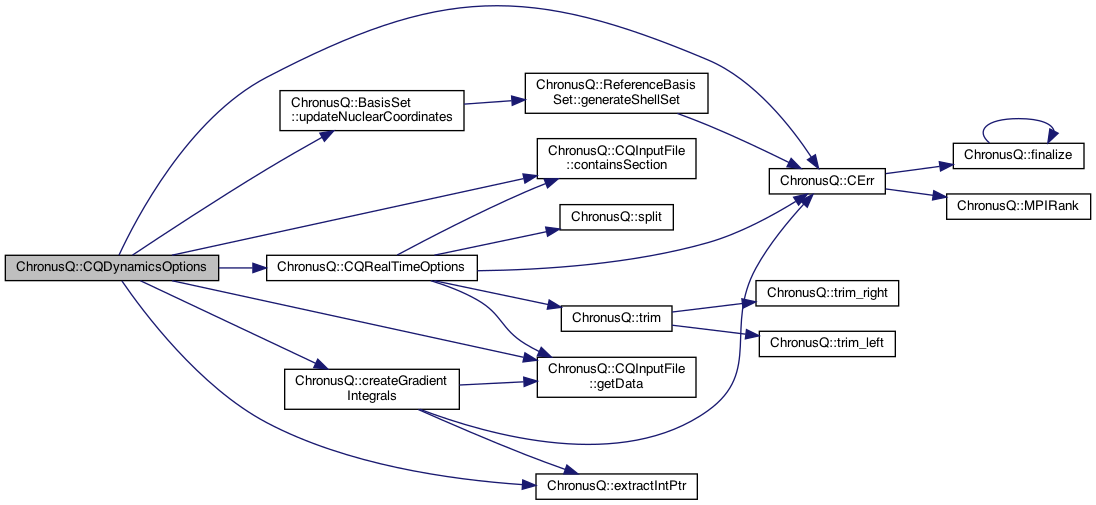 ChronusQ::ReferenceBasis
Set::generateShellSet
ChronusQ::BasisSet
::updateNuclearCoordinates
ChronusQ::CQInputFile
::containsSection
ChronusQ::finalize
ChronusQ::CErr
ChronusQ::MPIRank
ChronusQ::split
ChronusQ::CQDynamicsOptions
ChronusQ::CQRealTimeOptions
ChronusQ::trim_right
ChronusQ::trim
ChronusQ::trim_left
ChronusQ::CQInputFile
::getData
ChronusQ::createGradient
Integrals
ChronusQ::extractIntPtr